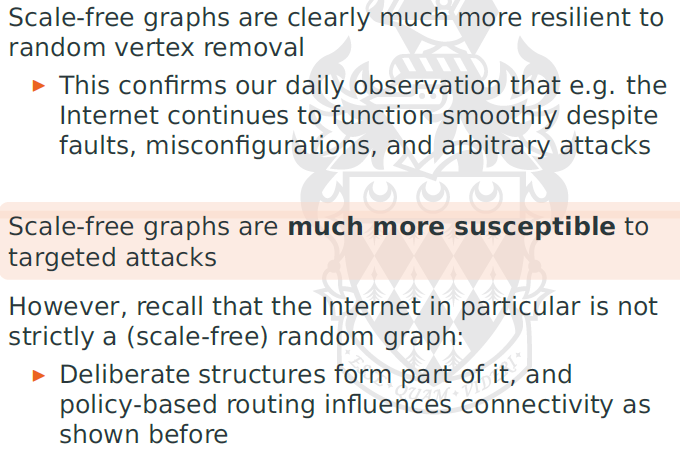 Scale-free graphs are clearly much more resilient to
random vertex removal
▶ This confirms our daily observation that e.g. the
Internet continues to function smoothly despite
faults, misconfigurations, and arbitrary attacks
Scale-free graphs are much more susceptible to
targeted attacks
However, recall that the Internet in particular is not
strictly a (scale-free) random graph:
▶ Deliberate structures form part of it, and
policy-based routing influences connectivity as
shown before
QUAM VIDERI